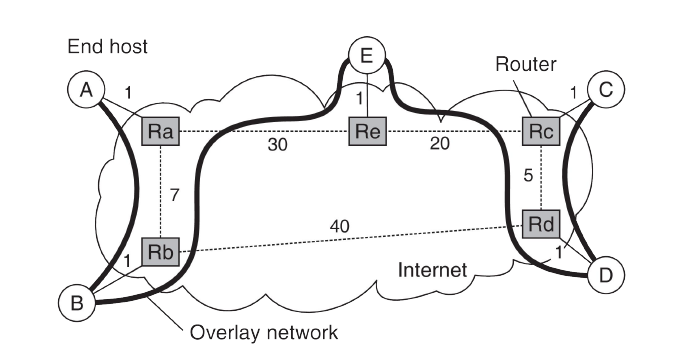 End host
E
Router
A
1
1
1
C
Ra
Re
Rc
30
20
7
5
40
Rd
Rb
1
1
Internet
B
D
Overlay network